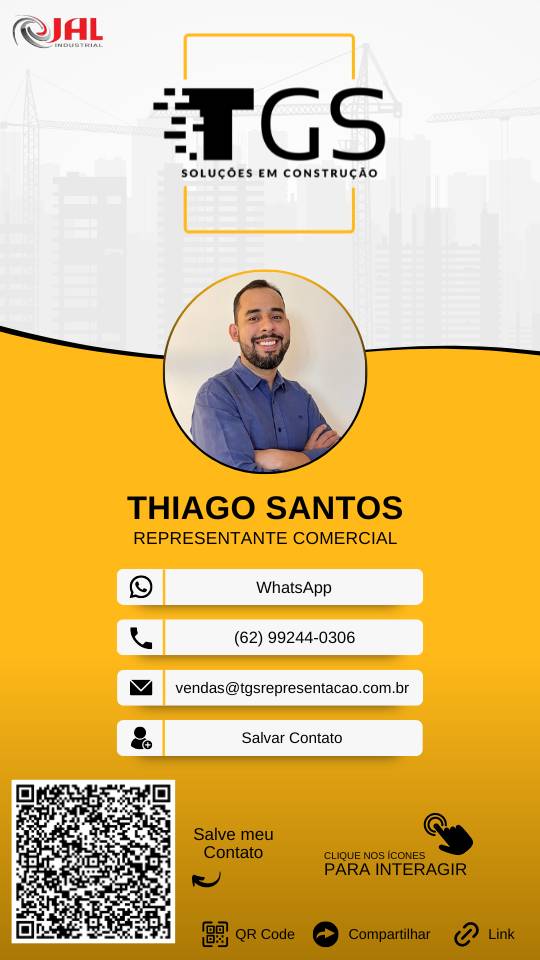 JAL
INDUSTRIAL
TGS
SOLUÇÕES EM CONSTRUÇÃO
THIAGO SANTOS
REPRESENTANTE COMERCIAL
WhatsApp
(62) 99244-0306
vendas@tgsrepresentacao.com.br
Salvar Contato
Salve meu
Contato
CLIQUE NOS ÍCONES
PARA INTERAGIR
QR Code
Compartilhar
Link